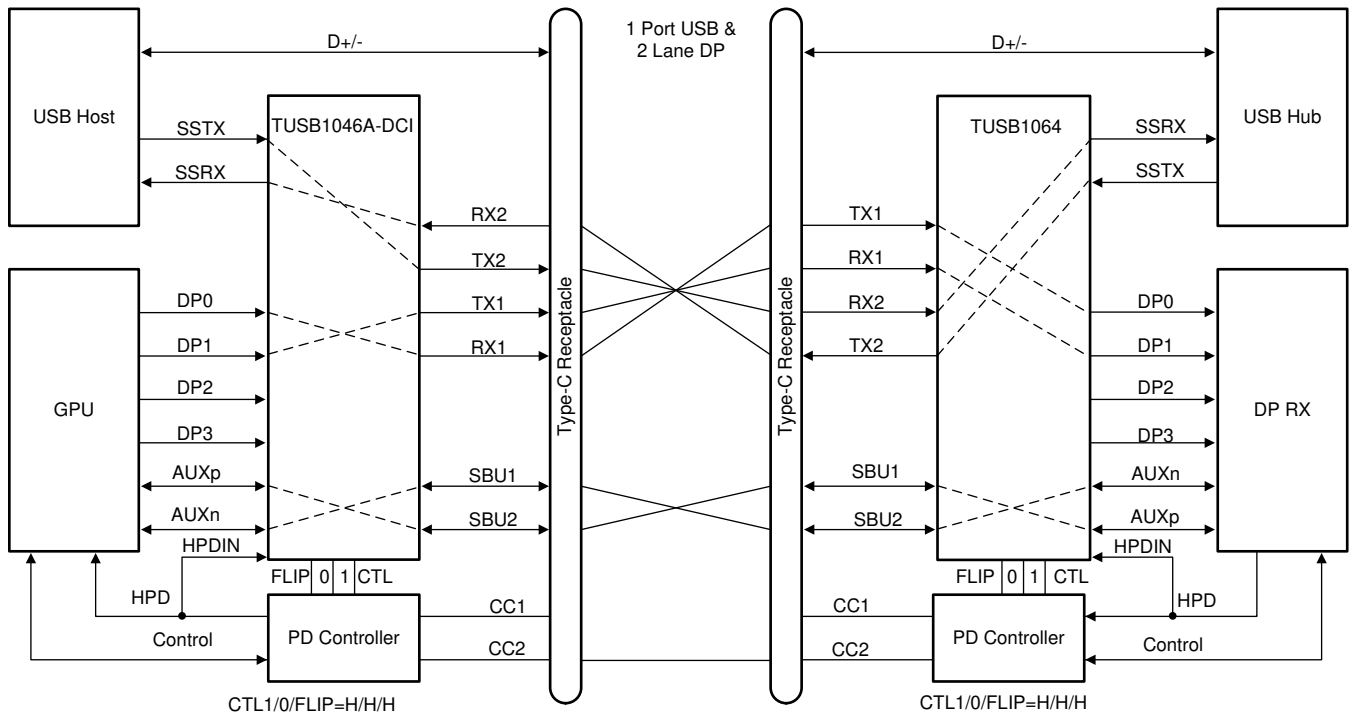 1 Port USB &
2 Lane DP
D+/-
D+/-
USB Host
TUSB1046A-DCI
TUSB1064
USB Hub
SSTX
SSRX
SSRX
SSTX
RX2
TX2
TX1
RX1
TX1
RX1
RX2
TX2
Type-C Receptacle
Type-C Receptacle
GPU
DP0
DP1
DP2
DP3
AUXp
AUXn
HPDIN
SBU1
SBU2
SBU1
SBU2
DP0
DP1
DP2
DP3
AUXn
AUXp
HPDIN
DP RX
FLIP 0 1 CTL
FLIP 0 1 CTL
HPD
Control
PD Controller
CC1
CC2
CC1
CC2
PD Controller
HPD
Control
CTL1/0/FLIP=H/H/H
CTL1/0/FLIP=H/H/H